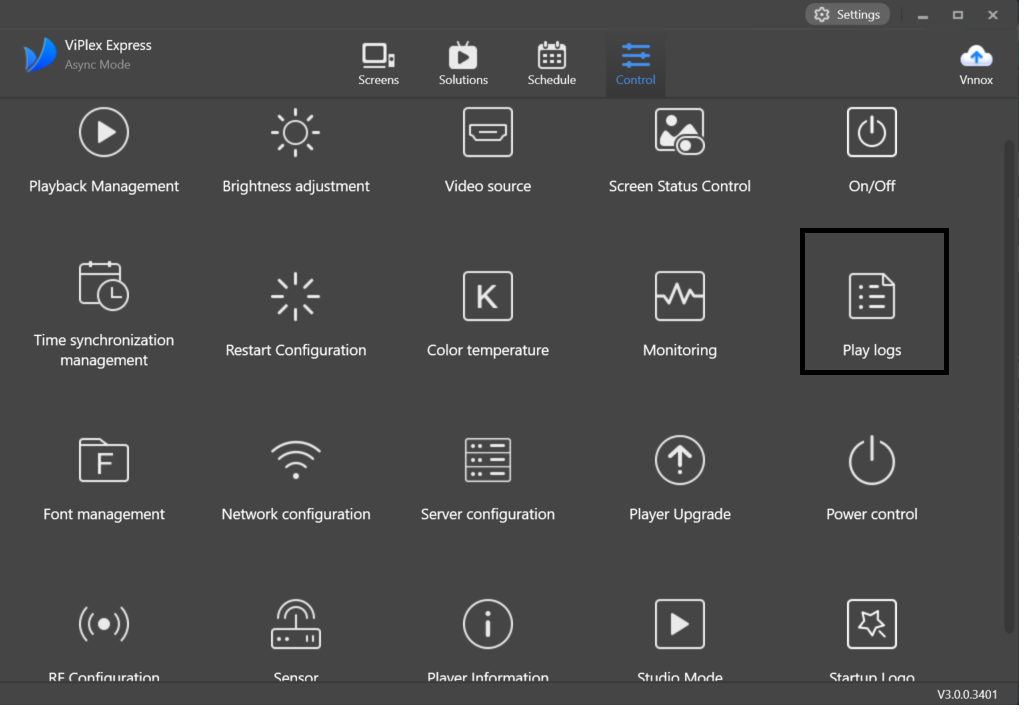 Settings
ViPlex Express
Async Mode
Screens
Solutions
Schedule
Control
Vnnox
Playback Management
Brightness adjustment
Video source
Screen Status Control
On/Off
Time synchronization
management
Restart Configuration
K
Color temperature
Monitoring
Play logs
F
Font management
Network configuration
Server configuration
Player Upgrade
Power control
RF Configuration
Sensor
Player Information
Studio Mode
Startup Logo
V3.0.0.3401